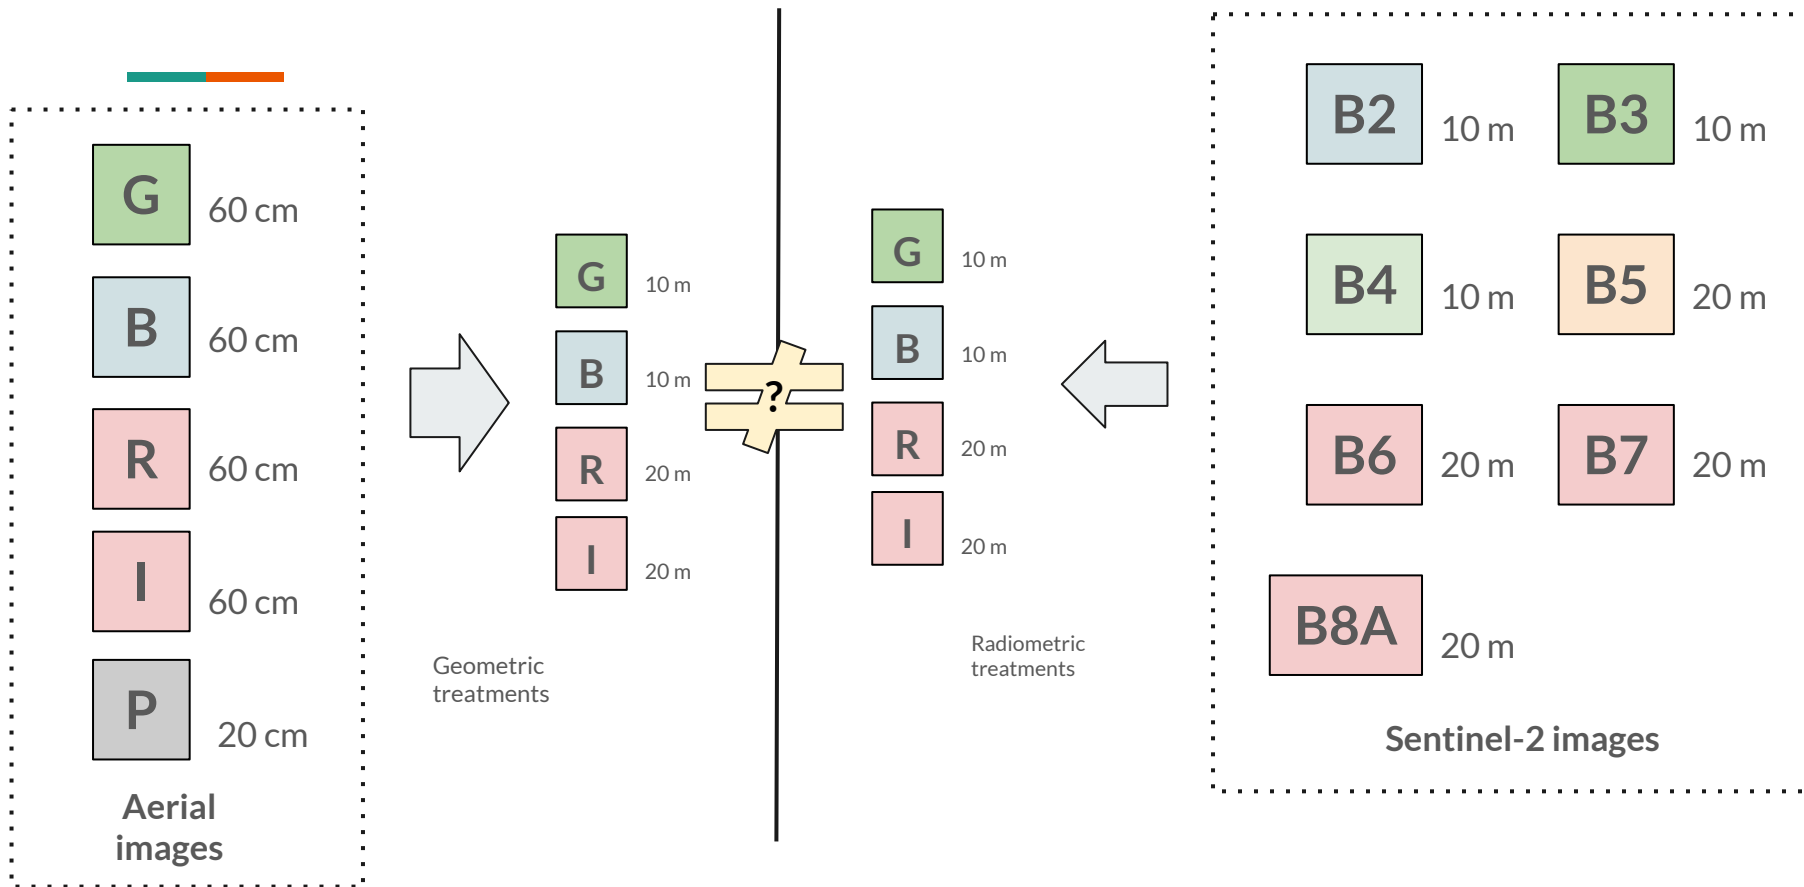 G
60 cm
B
60 cm
R
60 cm
I
60 cm
P
20 cm
Aerial
images
Geometric
treatments
G
10 m
B
10 m
R
20 m
I
20 m
?
G
10 m
B
10 m
R
20 m
I
20 m
Radiometric
treatments
B2
10 m
B3
10 m
B4
10 m
B5
20 m
B6
20 m
B7
20 m
B8A
20 m
Sentinel-2 images